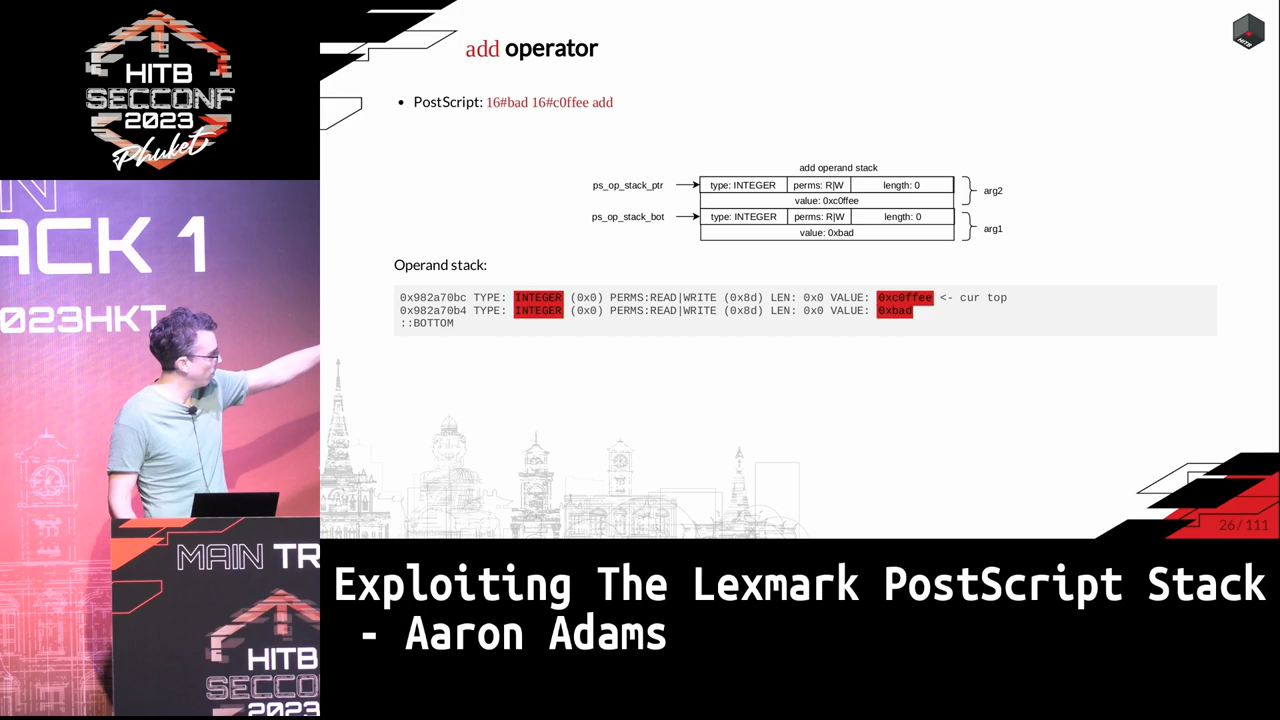 HITB
SECCONF
2023
Phuket
HITB
add operator
• PostScript: 16#bad 16#c0ffee add
add operand stack
ps_op_stack_ptr
type: INTEGER
perms: R|W
length: 0
value: 0xc0ffee
arg2
ps_op_stack_bot
type: INTEGER
perms: R|W
length: 0
value: 0xbad
arg1
Operand stack:
0x982a70bc TYPE: INTEGER (0x0) PERMS:READ|WRITE (0x8d) LEN: 0x0 VALUE: 0xc0ffee <- cur top
0x982a70b4 TYPE: INTEGER (0x0) PERMS:READ|WRITE (0x8d) LEN: 0x0 VALUE: 0xbad
::BOTTOM
26 / 111
IN
ACK 1
023HKT
MAIN TR
HITB
SECCO
2023
Exploiting The Lexmark PostScript Stack
- Aaron Adams